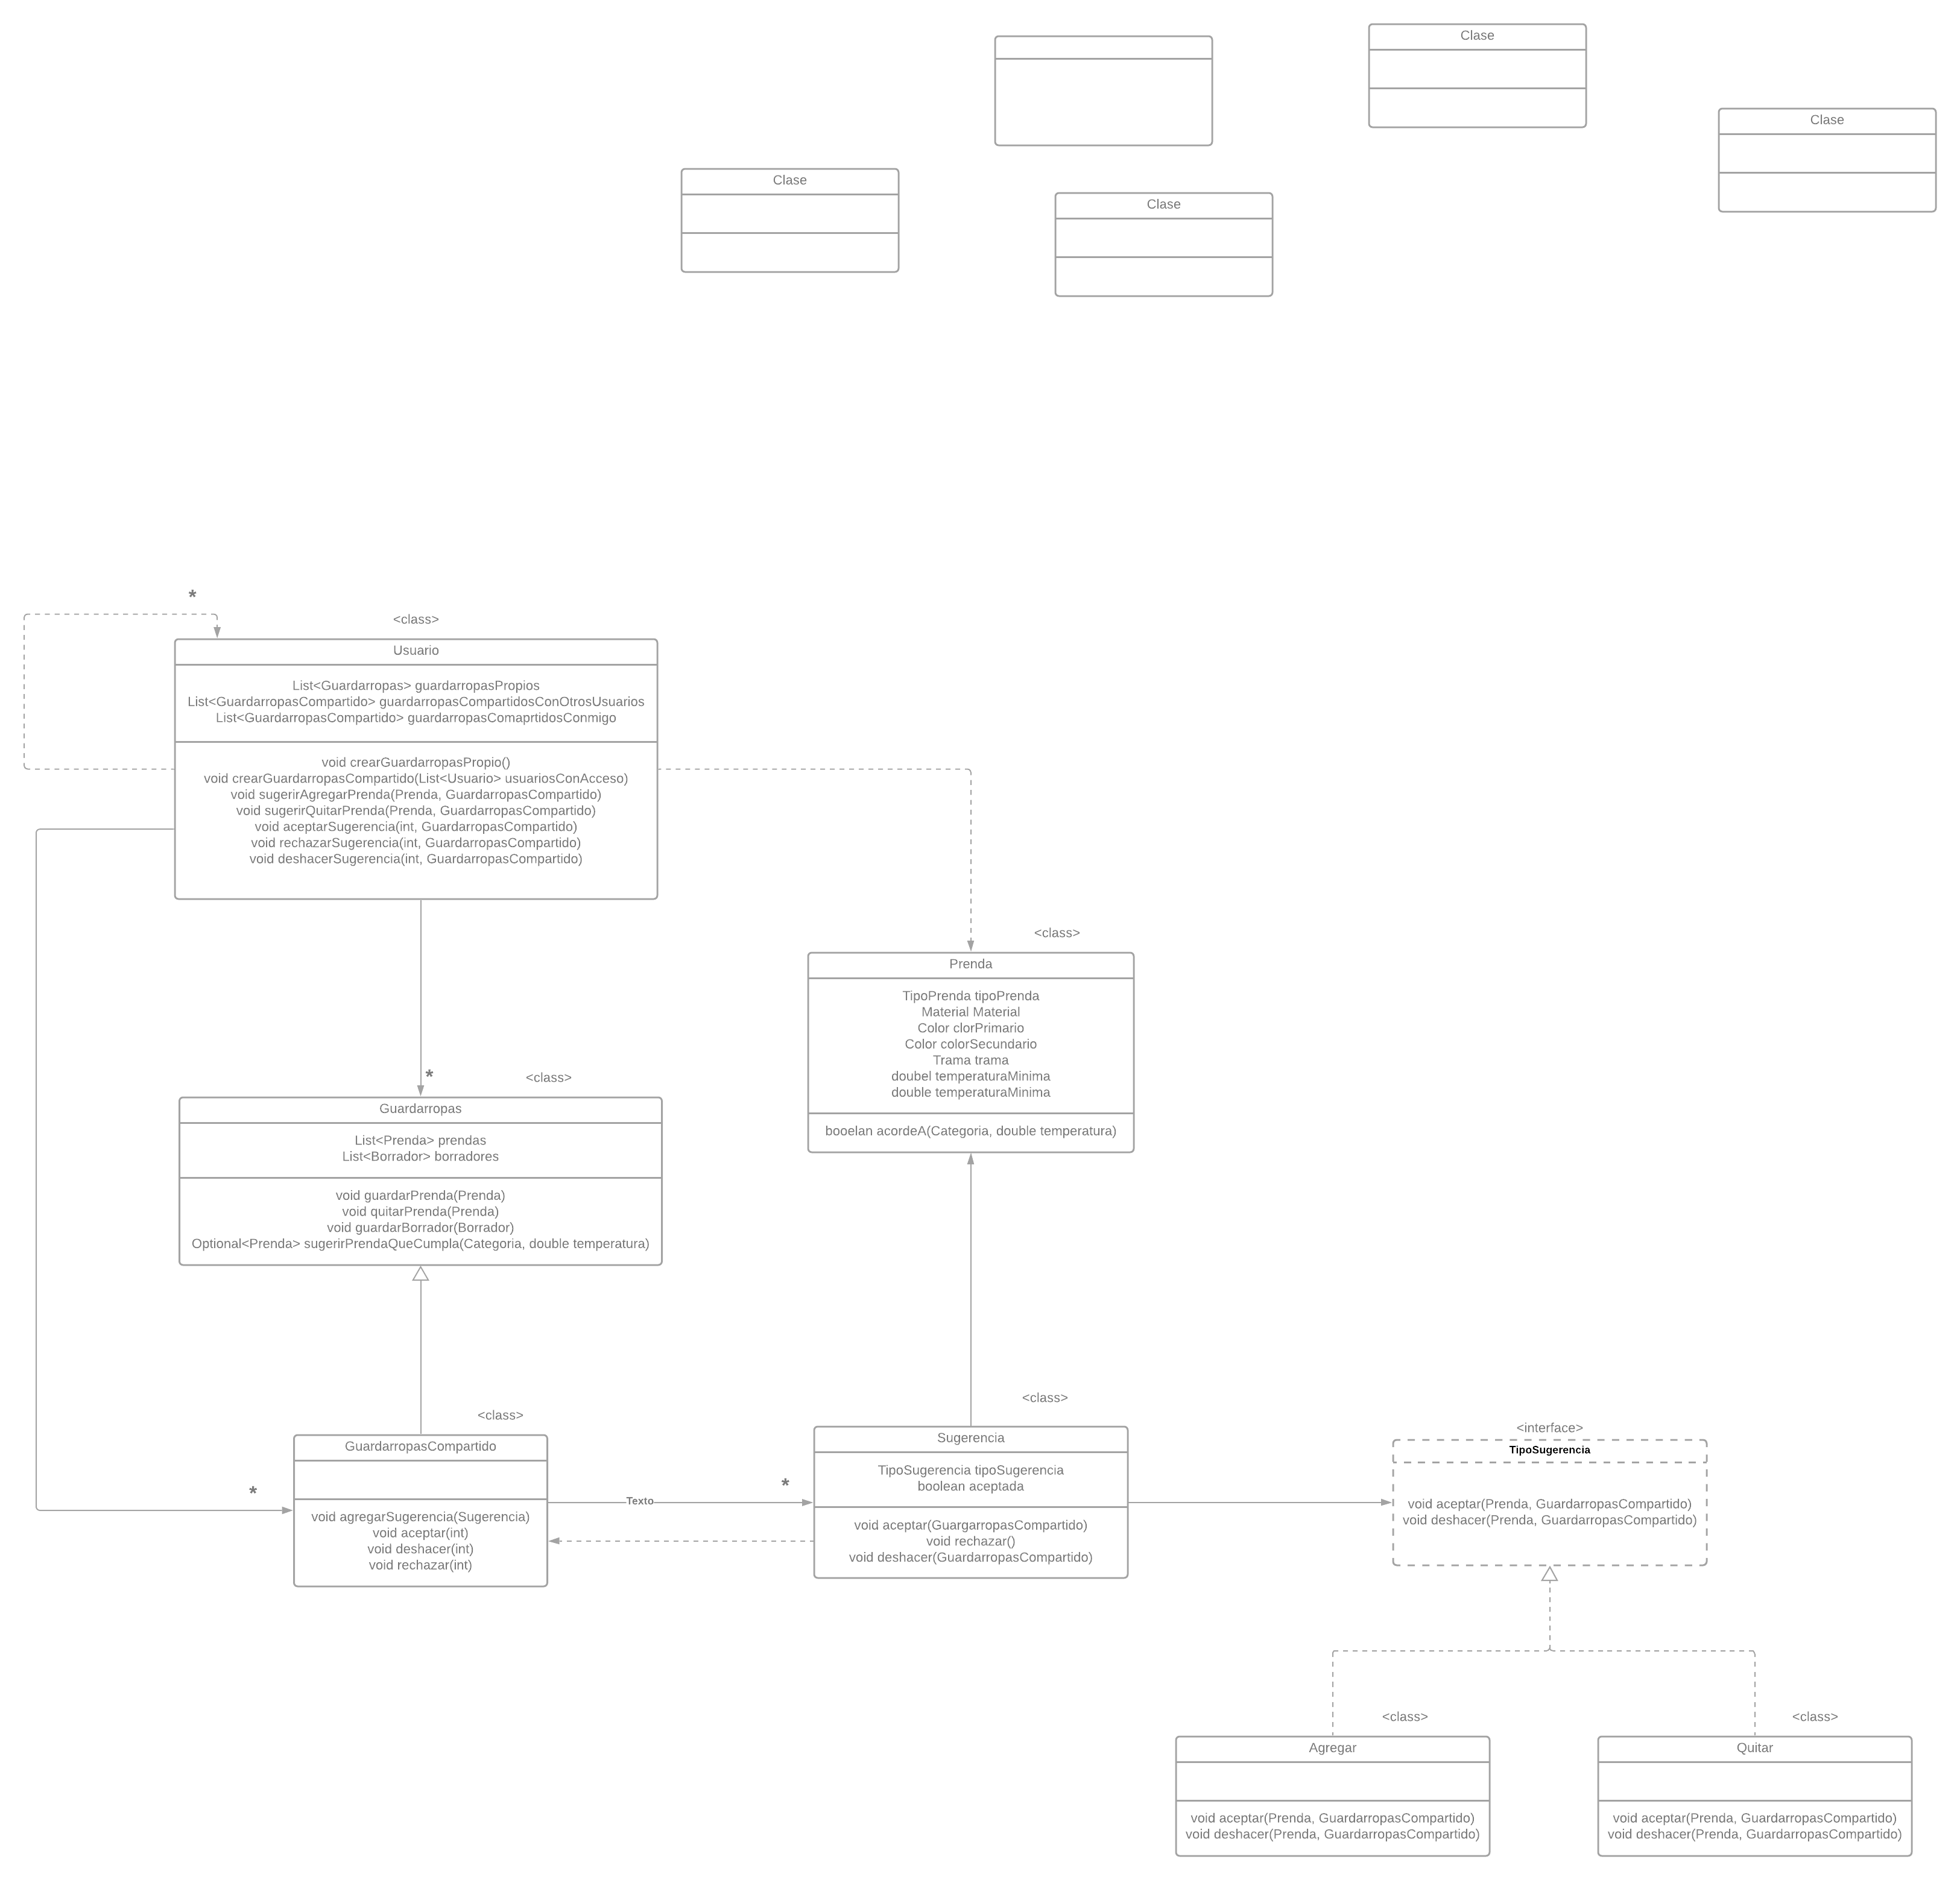 Clase
Clase
Clase
Clase
*
<class>
Usuario
List<Guardarropas> guardarropasPropios
List<GuardarropasCompartido> guardarropasCompartidosConOtrosUsuarios
List<GuardarropasCompartido> guardarropasComaprtidosConmigo
void crearGuardarropasPropio()
void crearGuardarropasCompartido(List<Usuario> usuariosConAcceso)
void sugerirAgregarPrenda(Prenda, GuardarropasCompartido)
void sugerirQuitarPrenda(Prenda, GuardarropasCompartido)
void aceptarSugerencia(int, GuardarropasCompartido)
void rechazarSugerencia(int, GuardarropasCompartido)
void deshacerSugerencia(int, GuardarropasCompartido)
<class>
Prenda
TipoPrenda tipoPrenda
Material Material
Color clorPrimario
Color colorSecundario
Trama trama
doubel temperaturaMinima
double temperaturaMinima
booelan acordeA(Categoria, double temperatura)
*
<class>
Guardarropas
List<Prenda> prendas
List<Borrador> borradores
void guardarPrenda(Prenda)
void quitarPrenda(Prenda)
void guardarBorrador(Borrador)
Optional<Prenda> sugerirPrendaQueCumpla(Categoria, double temperatura)
<class>
GuardarropasCompartido
*
void agregarSugerencia(Sugerencia)
void aceptar(int)
void deshacer(int)
void rechazar(int)
Texto
*
<class>
Sugerencia
TipoSugerencia tipoSugerencia
boolean aceptada
void aceptar(GuargarropasCompartido)
void rechazar()
void deshacer(GuardarropasCompartido)
<interface>
TipoSugerencia
void aceptar(Prenda, GuardarropasCompartido)
void deshacer(Prenda, GuardarropasCompartido)
<class>
Agregar
void aceptar(Prenda, GuardarropasCompartido)
void deshacer(Prenda, GuardarropasCompartido)
<class>
Quitar
void aceptar(Prenda, GuardarropasCompartido)
void deshacer(Prenda, GuardarropasCompartido)